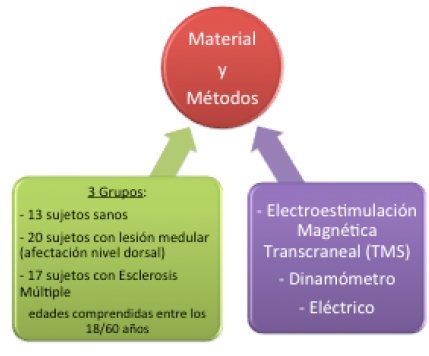 Material
y
Métodos
3 Grupos:
- 13 sujetos sanos
- 20 sujetos con lesión medular
(afectación nivel dorsal)
- 17 sujetos con Esclerosis
Múltiple
edades comprendidas entre los
18/60 años
- Electroestimulación
Magnética
Transcraneal (TMS)
- Dinamómetro
- Eléctrico